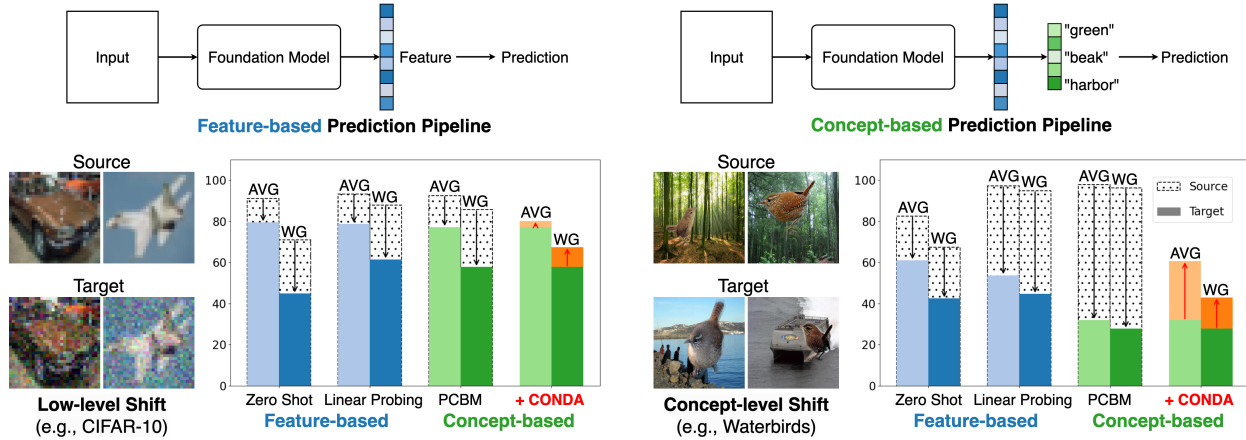 Input
Foundation Model
Feature
Prediction
Feature-based Prediction Pipeline
Input
Foundation Model
"green"
"beak"
"harbor"
Prediction
Concept-based Prediction Pipeline
Source
Target
Low-level Shift
(e.g., CIFAR-10)
100
80
60
40
20
0
AVG
WG
AVG
WG
AVG
WG
AVG
WG
Zero Shot
Linear Probing
PCBM
+ CONDA
Feature-based
Concept-based
Source
Target
Concept-level Shift
(e.g., Waterbirds)
100
80
60
40
20
0
AVG
WG
AVG
WG
AVG
WG
AVG
WG
Source
Target
Zero Shot
Linear Probing
PCBM
+ CONDA
Feature-based
Concept-based